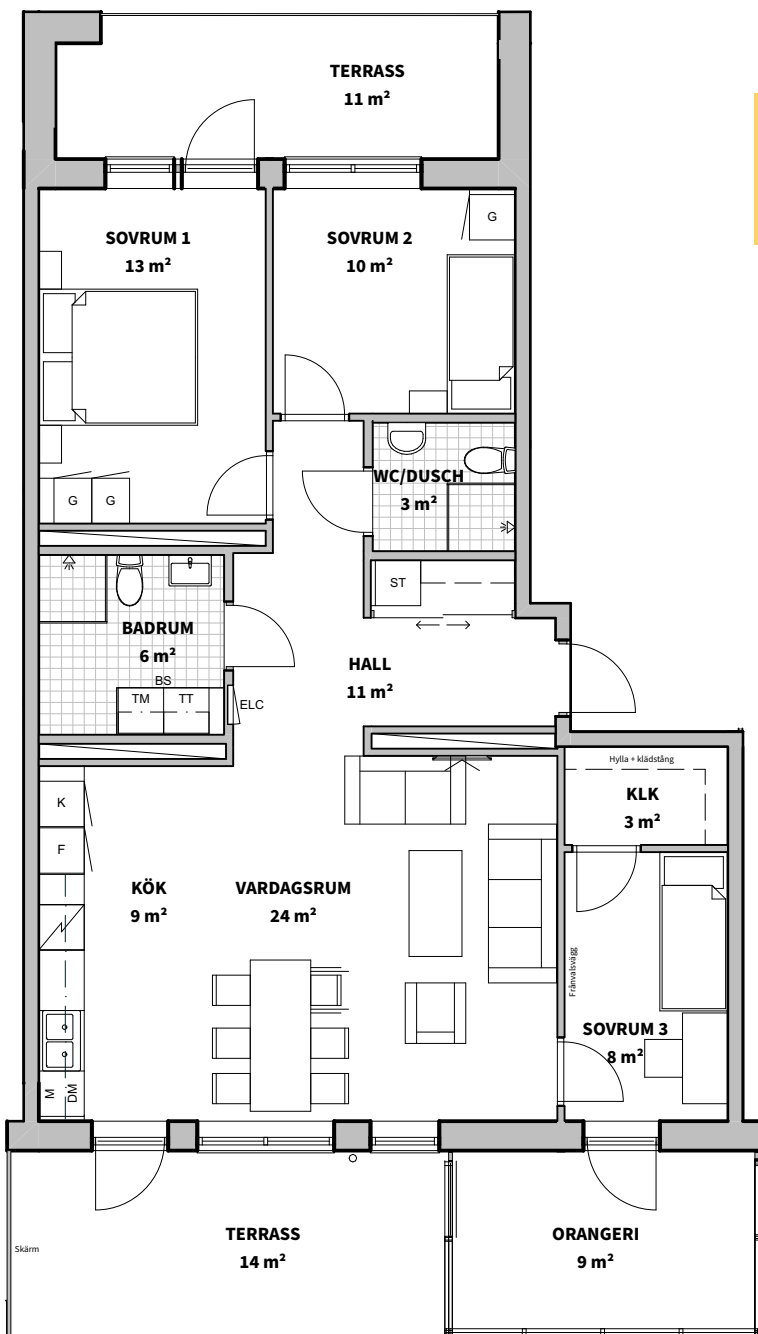 TERRASS
11 m²
SOVRUM 1
13 m²
SOVRUM 2
10 m²
G
G
G
WC/DUSCH
3 m²
ST
BADRUM
6 m²
BS
TM
TT
ELC
HALL
11 m²
Hylla + klädstång
KLK
3 m²
K
F
KÖK
9 m²
VARDAGSRUM
24 m²
Frånvalsvägg
SOVRUM 3
8 m²
M
DM
TERRASS
14 m²
ORANGERI
9 m²
Skärm